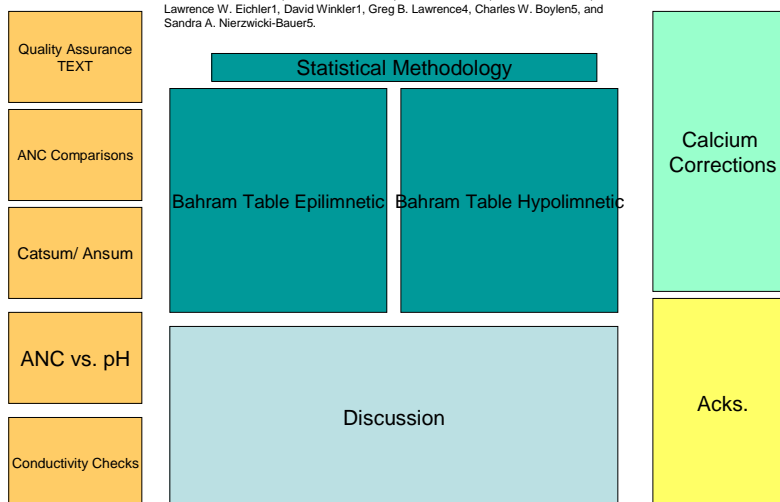 Lawrence W. Eichler1, David Winkler1, Greg B. Lawrence4, Charles W. Boylen5, and
Sandra A. Nierzwicki-Bauer5.
Quality Assurance
TEXT
ANC Comparisons
Catsum/ Ansum
ANC vs. pH
Conductivity Checks
Statistical Methodology
Bahram Table Epilimnetic
Bahram Table Hypolimnetic
Discussion
Calcium
Corrections
Acks.